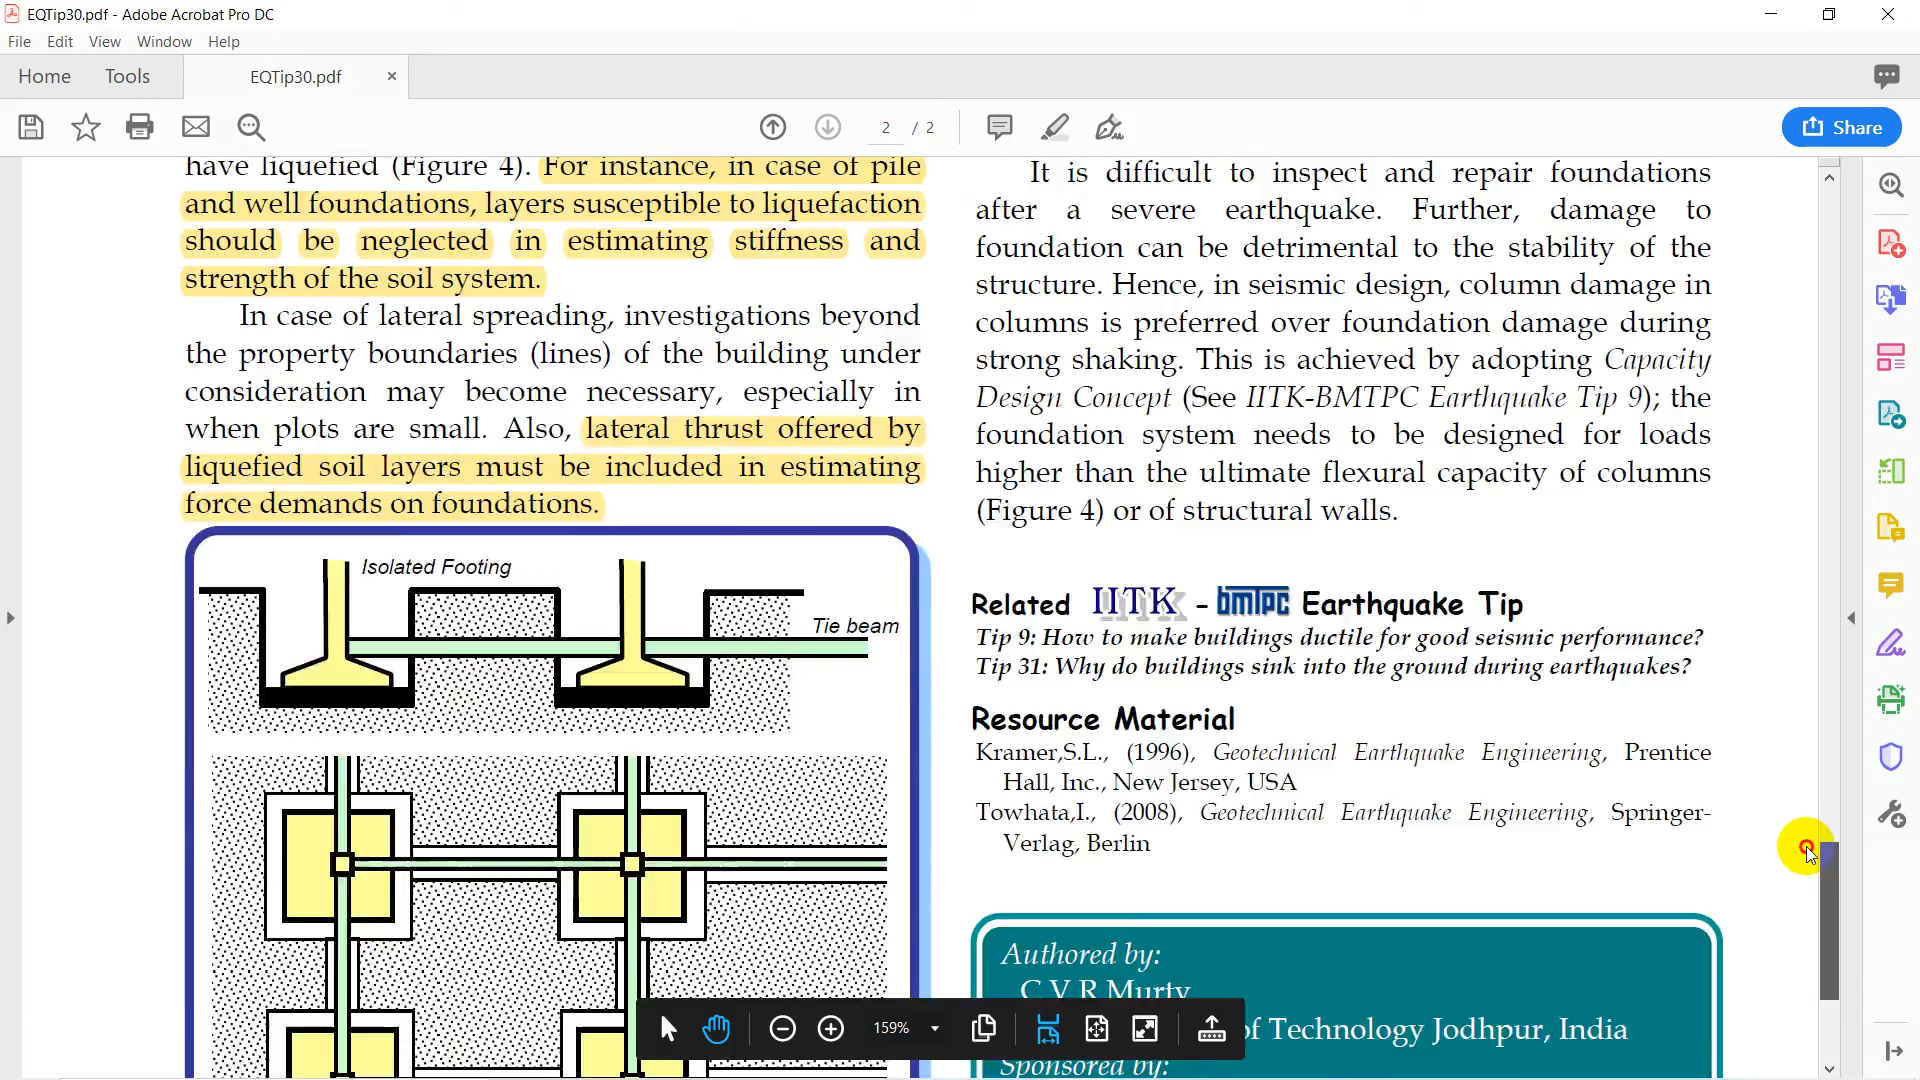 EQTip30.pdf - Adobe Acrobat Pro DC
File Edit View Window Help
Home Tools EQTip30.pdf ×
2 / 2 Share
have liquefied (Figure 4). For instance, in case of pile
and well foundations, layers susceptible to liquefaction
should be neglected in estimating stiffness and
strength of the soil system.
In case of lateral spreading, investigations beyond
the property boundaries (lines) of the building under
consideration may become necessary, especially in
when plots are small. Also, lateral thrust offered by
liquefied soil layers must be included in estimating
force demands on foundations.
Isolated Footing
Tie beam
It is difficult to inspect and repair foundations
after a severe earthquake. Further, damage to
foundation can be detrimental to the stability of the
structure. Hence, in seismic design, column damage in
columns is preferred over foundation damage during
strong shaking. This is achieved by adopting Capacity
Design Concept (See IITK-BMTPC Earthquake Tip 9); the
foundation system needs to be designed for loads
higher than the ultimate flexural capacity of columns
(Figure 4) or of structural walls.
Related IITK - bmtpc Earthquake Tip
Tip 9: How to make buildings ductile for good seismic performance?
Tip 31: Why do buildings sink into the ground during earthquakes?
Resource Material
Kramer,S.L., (1996), Geotechnical Earthquake Engineering, Prentice
Hall, Inc., New Jersey, USA
Towhata,I., (2008), Geotechnical Earthquake Engineering, Springer-
Verlag, Berlin
Authored by:
C V R Murty
of Technology Jodhpur, India
Sponsored by:
159%